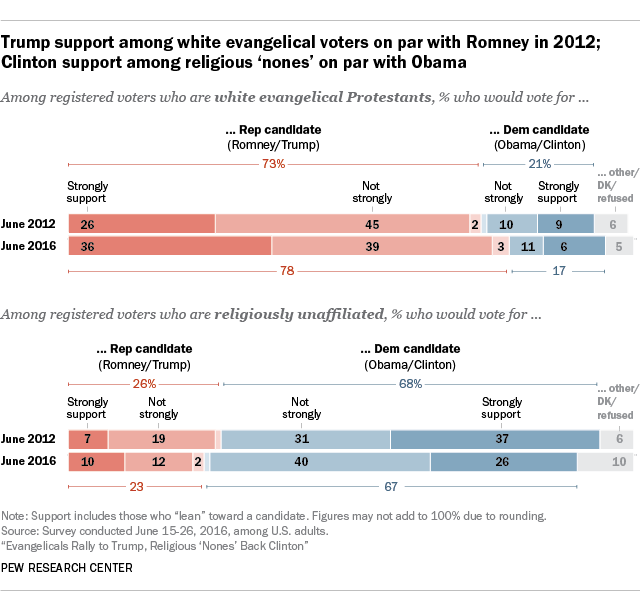 Trump support among white evangelical voters on par with Romney in 2012;
Clinton support among religious ‘nones’ on par with Obama
Among registered voters who are white evangelical Protestants, % who would vote for ...
... Rep candidate
(Romney/Trump)
... Dem candidate
(Obama/Clinton)
73%
21%
... other/
DK/
refused
Strongly
support
Not
strongly
Not
strongly
Strongly
support
June 2012 26 45 2 10 9 6
June 2016 36 39 3 11 6 5
78 17
Among registered voters who are religiously unaffiliated, % who would vote for ...
... Rep candidate
(Romney/Trump)
... Dem candidate
(Obama/Clinton)
26%
68%
... other/
DK/
refused
Strongly
support
Not
strongly
Not
strongly
Strongly
support
June 2012 7 19 31 37 6
June 2016 10 12 2 40 26 10
23 67
Note: Support includes those who “lean” toward a candidate. Figures may not add to 100% due to rounding.
Source: Survey conducted June 15-26, 2016, among U.S. adults.
“Evangelicals Rally to Trump, Religious ‘Nones’ Back Clinton”
PEW RESEARCH CENTER